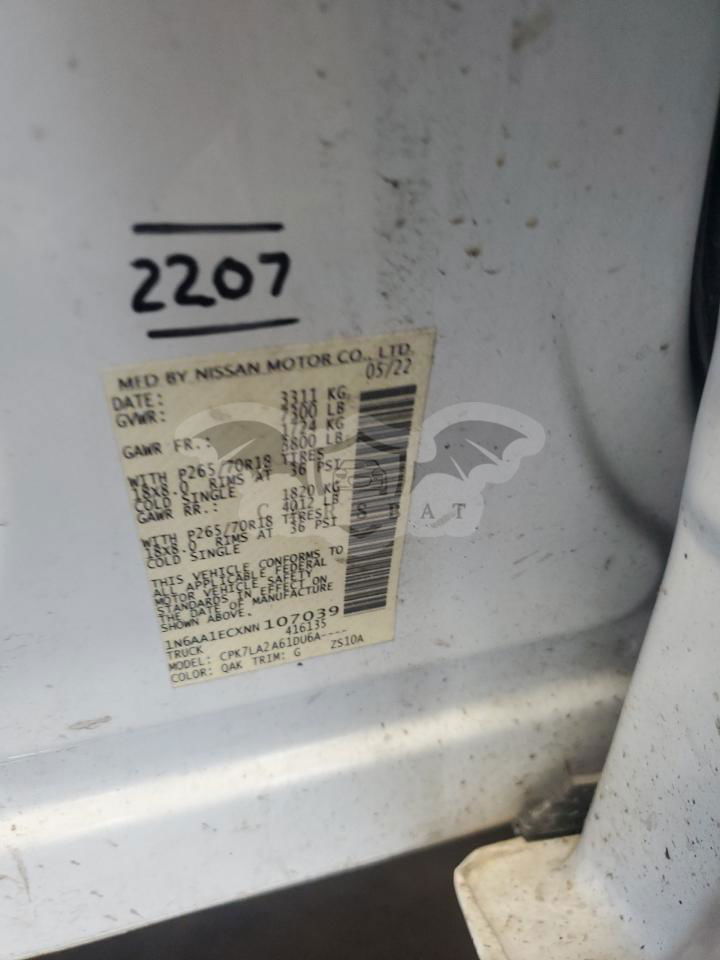 2207
MFD BY NISSAN MOTOR CO., LTD.
DATE: 05/22
GVWR: 3311 KG
7300 LB
GAWR FR.: 1724 KG
3800 LB
WITH P265/70R18 TIRES
18X8.0 RIMS AT 36 PSI
COLD SINGLE
GAWR RR.: 1820 KG
4012 LB
WITH P265/70R18 TIRES
18X8.0 RIMS AT 36 PSI
COLD SINGLE
THIS VEHICLE CONFORMS TO
ALL APPLICABLE FEDERAL
MOTOR VEHICLE SAFETY
STANDARDS IN EFFECT ON
THE DATE OF MANUFACTURE
SHOWN ABOVE.
1N6AA1ECXNN107039
TRUCK 416135
MODEL: CPK7LA2A61DU6A----
COLOR: QAK TRIM: G ZS10A